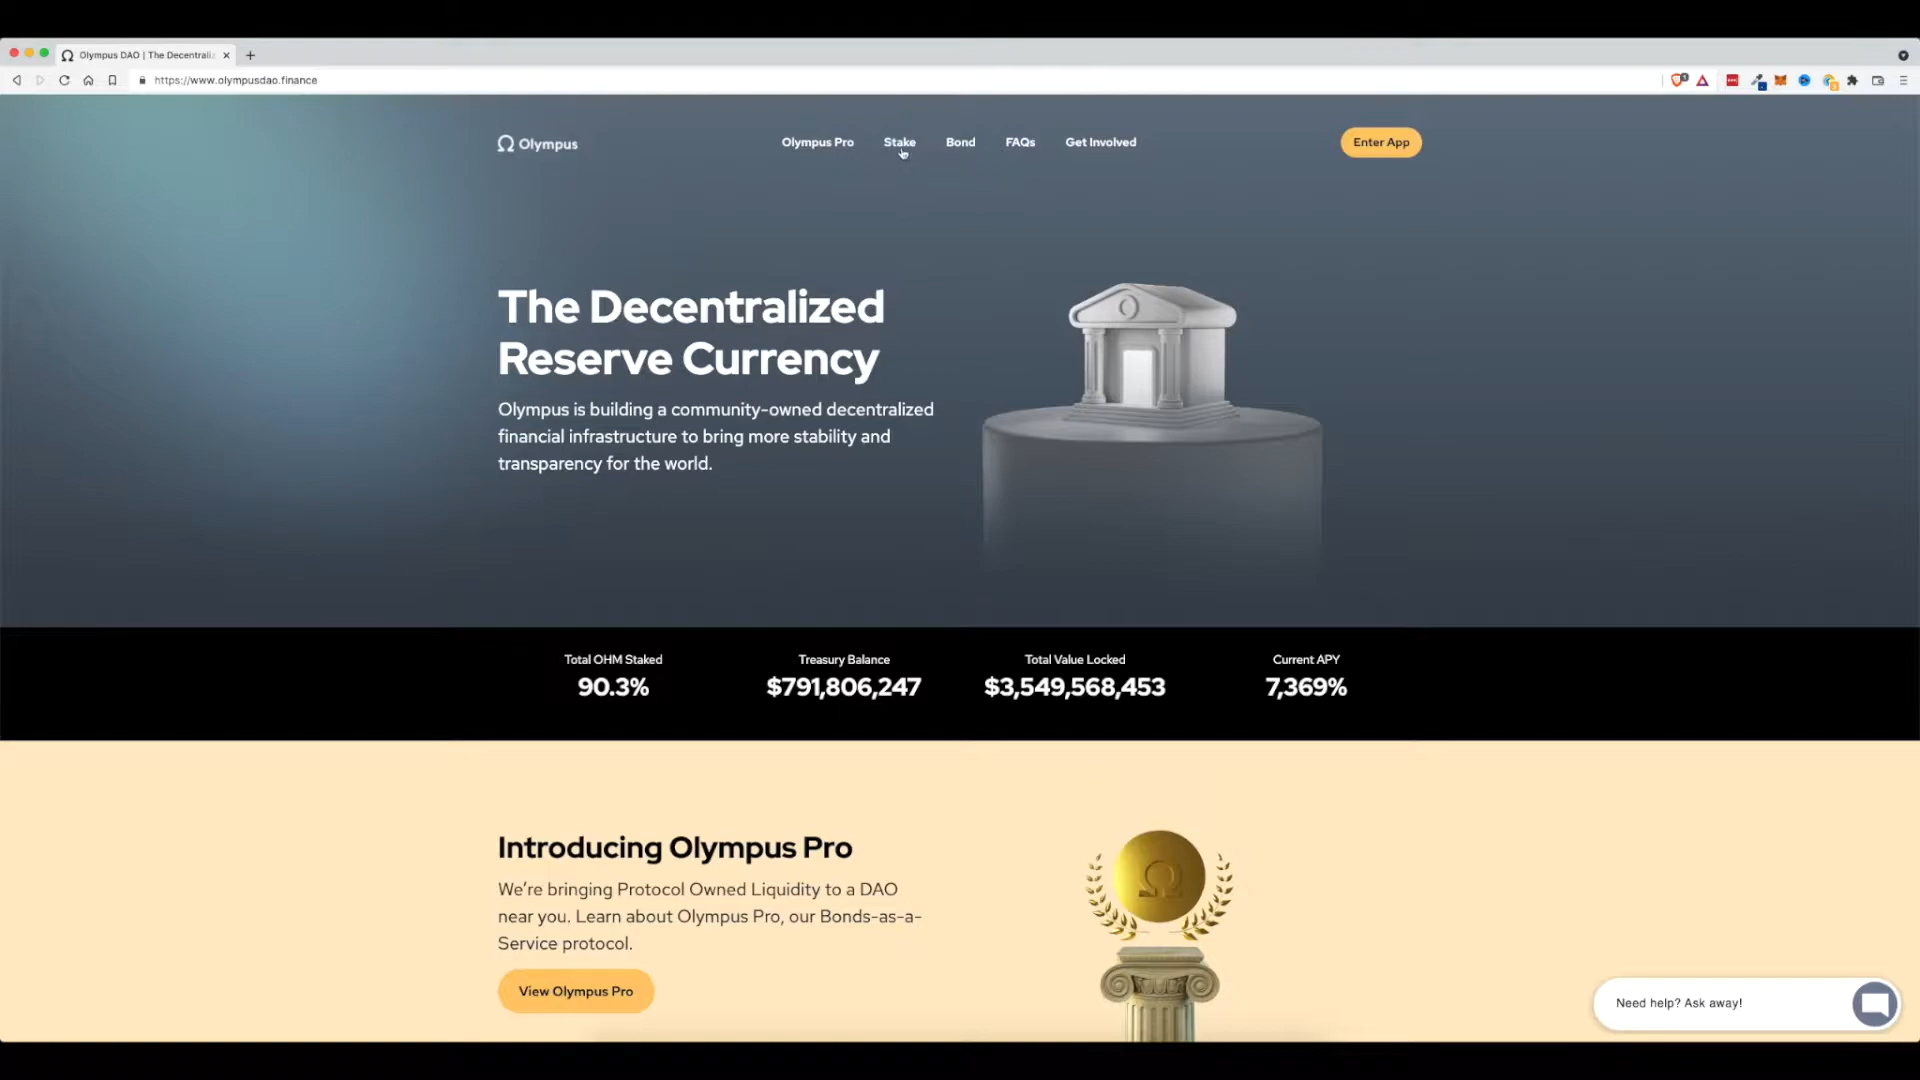 Olympus DAO | The Decentraliz
https://www.olympusdao.finance
Olympus
Olympus Pro
Stake
Bond
FAQs
Get Involved
Enter App
The Decentralized
Reserve Currency
Olympus is building a community-owned decentralized
financial infrastructure to bring more stability and
transparency for the world.
Total OHM Staked
90.3%
Treasury Balance
$791,806,247
Total Value Locked
$3,549,568,453
Current APY
7,369%
Introducing Olympus Pro
We’re bringing Protocol Owned Liquidity to a DAO
near you. Learn about Olympus Pro, our Bonds-as-a-
Service protocol.
View Olympus Pro
Need help? Ask away!